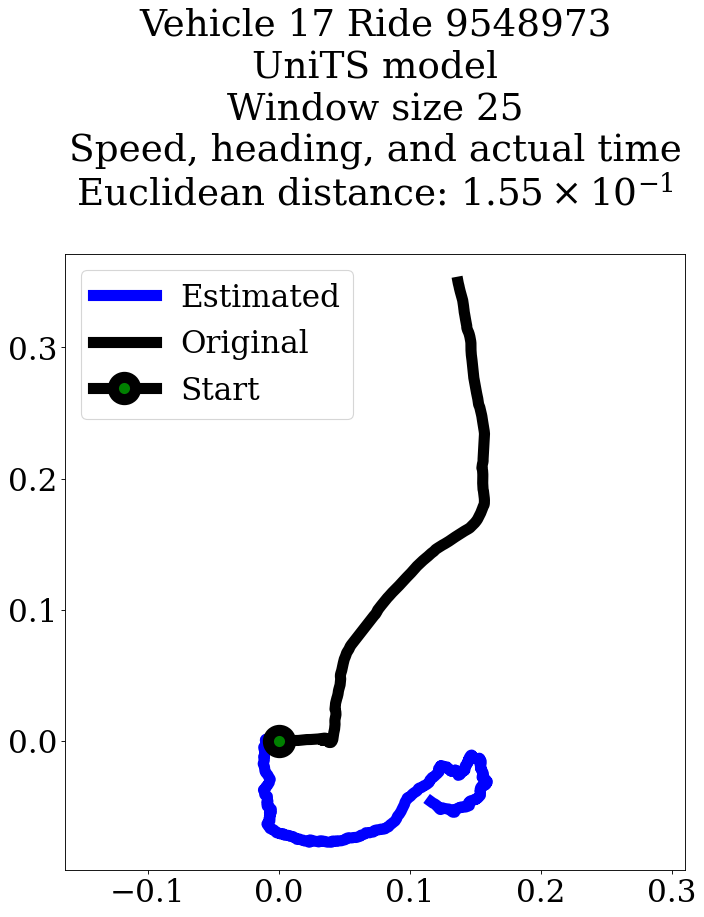 Vehicle 17 Ride 9548973
UniTS model
Window size 25
Speed, heading, and actual time
Euclidean distance: 1.55 × 10⁻¹
Estimated
Original
Start
0.3
0.2
0.1
0.0
−0.1 0.0 0.1 0.2 0.3